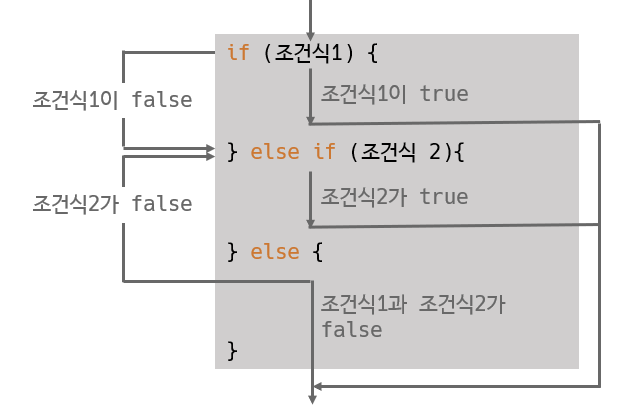 if (조건식1) {
조건식1이 false
조건식1이 true
} else if (조건식 2){
조건식2가 false
조건식2가 true
} else {
조건식1과 조건식2가
false
}